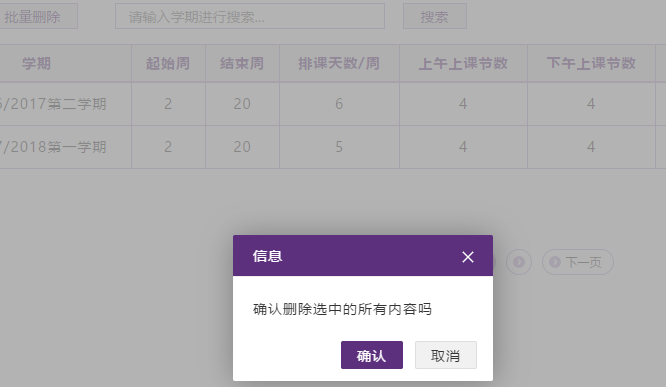 批量删除 请输入学期进行搜索... 搜索
学期 起始周 结束周 排课天数/周 上午上课节数 下午上课节数
/2017第二学期 2 20 6 4 4
/2018第一学期 2 20 5 4 4
下一页
信息
确认删除选中的所有内容吗
确认 取消